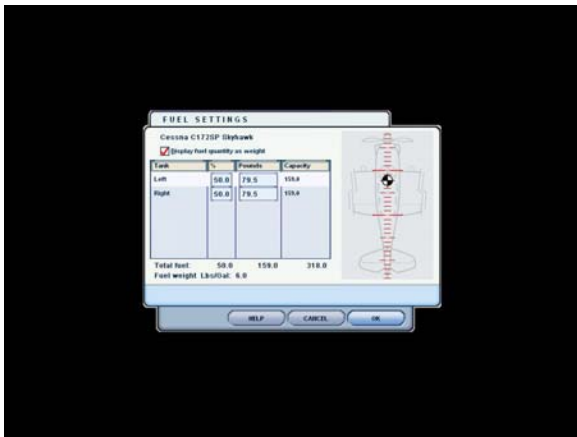 FUEL SETTINGS
Cessna C172SP Skyhawk
Display fuel quantity as weight
Tank % Pounds Capacity
Left 50.0 79.5 159.0
Right 50.0 79.5 159.0
Total fuel: 50.0 159.0 318.0
Fuel weight Lbs/Gal: 6.0
HELP CANCEL OK